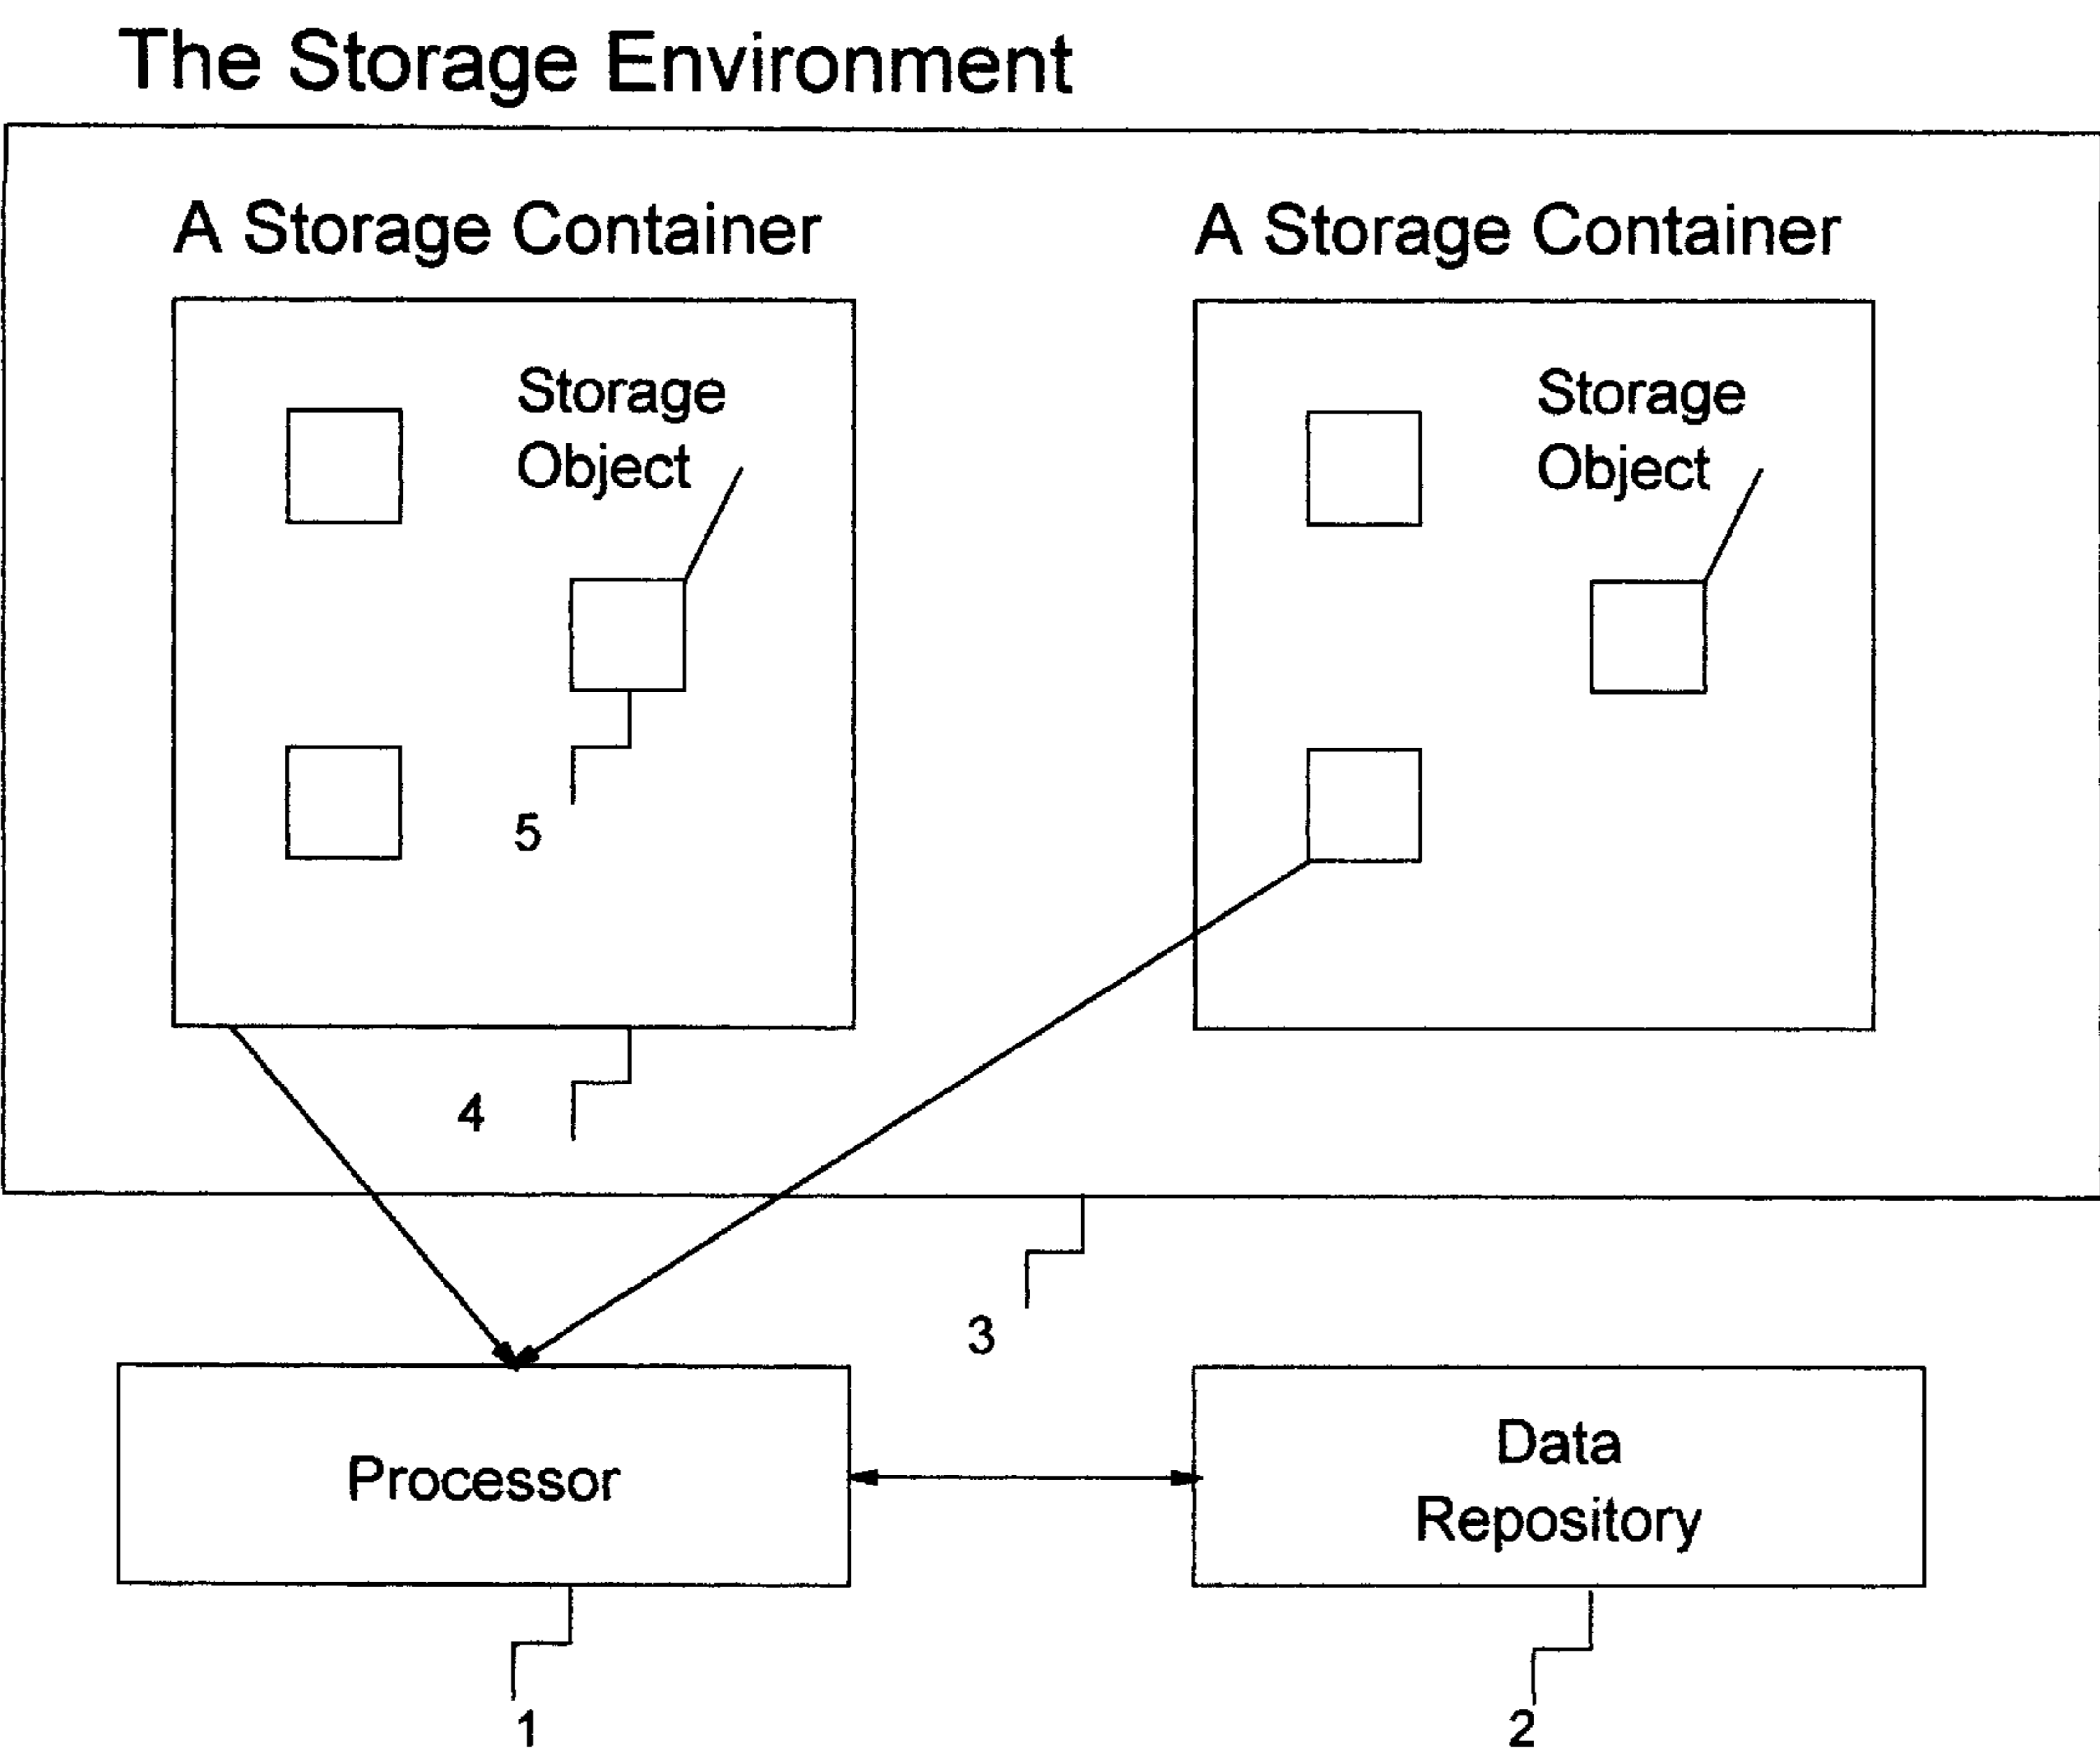 The Storage Environment
A Storage Container
A Storage Container
Storage
Object
Storage
Object
5
4
3
Processor
Data
Repository
1
2